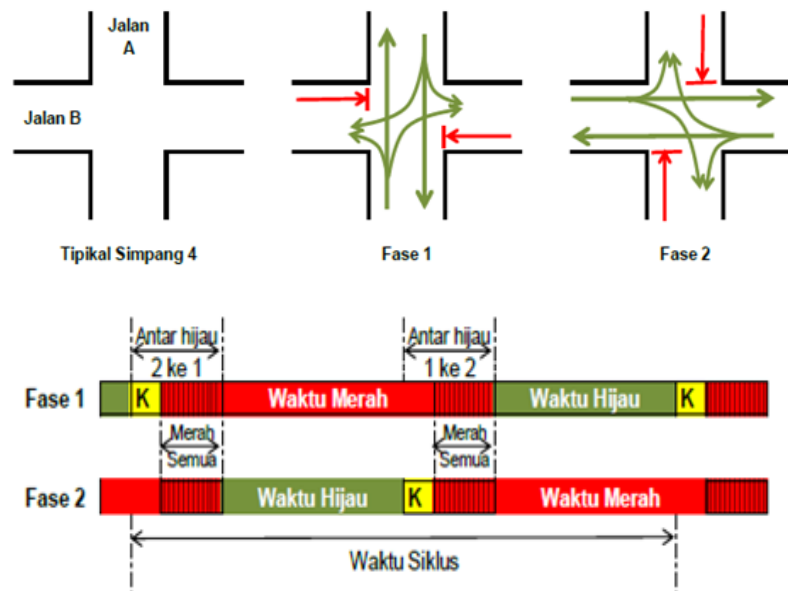 Jalan
A
Jalan B
Tipikal Simpang 4
Fase 1
Fase 2
Antar hijau
2 ke 1
Antar hijau
1 ke 2
Fase 1
K
Waktu Merah
Waktu Hijau
K
Merah
Semua
Merah
Semua
Fase 2
Waktu Hijau
K
Waktu Merah
Waktu Siklus